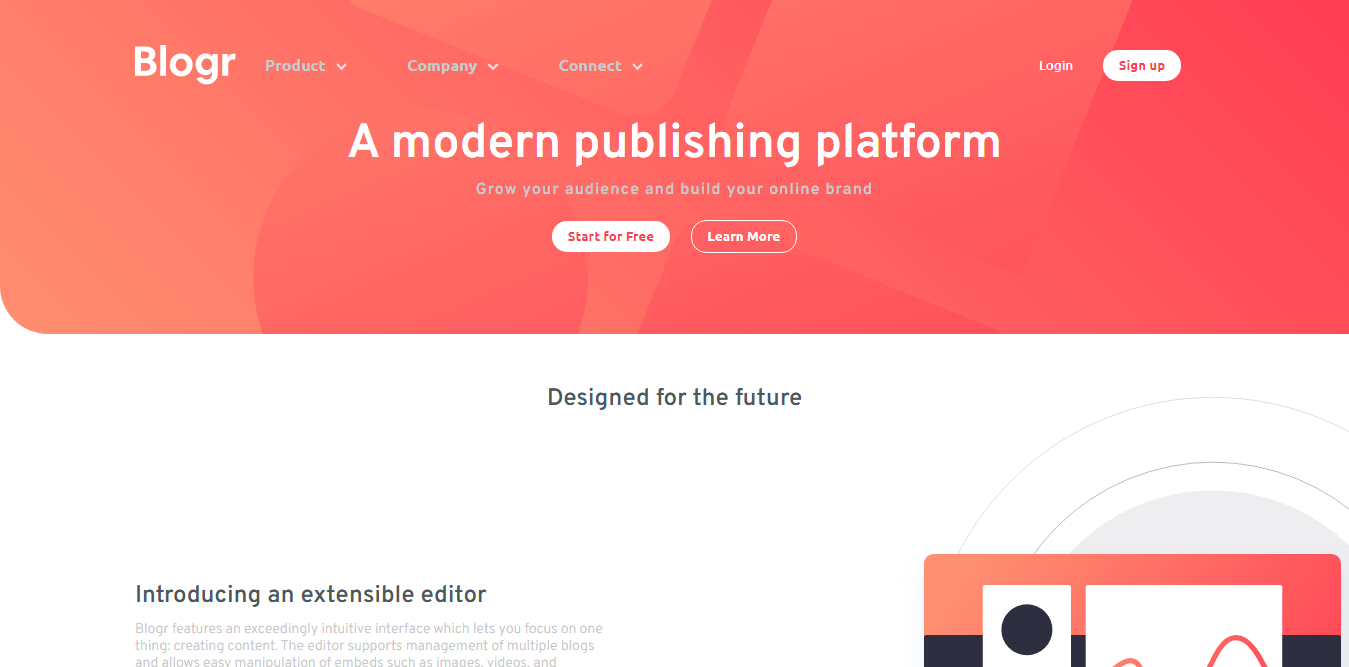 Blogr Product Company Connect Login Sign up
A modern publishing platform
Grow your audience and build your online brand
Start for Free Learn More
Designed for the future
Introducing an extensible editor
Blogr features an exceedingly intuitive interface which lets you focus on one
thing: creating content. The editor supports management of multiple blogs
and allows easy manipulation of embeds such as images, videos, and